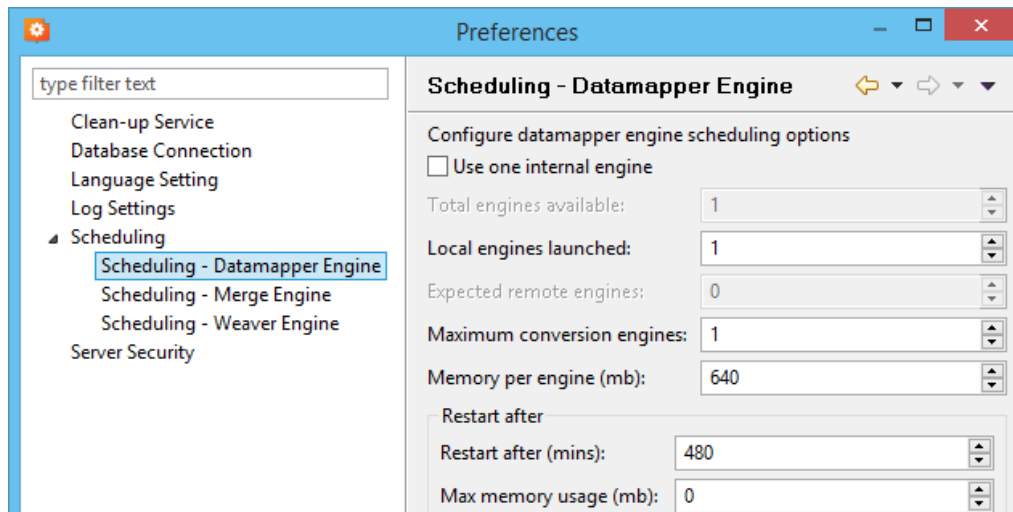 Preferences
type filter text
Clean-up Service
Database Connection
Language Setting
Log Settings
Scheduling
Scheduling - Datamapper Engine
Scheduling - Merge Engine
Scheduling - Weaver Engine
Server Security
Scheduling - Datamapper Engine
Configure datamapper engine scheduling options
Use one internal engine
Total engines available: 1
Local engines launched: 1
Expected remote engines: 0
Maximum conversion engines: 1
Memory per engine (mb): 640
Restart after
Restart after (mins): 480
Max memory usage (mb): 0